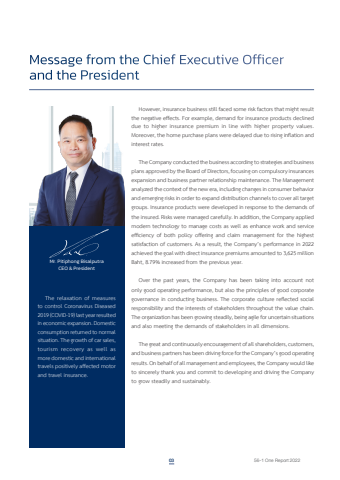 Message from the Chief Executive Officer
and the President
Mr. Pitiphong Bisalputra
CEO & President
The relaxation of measures
to control Coronavirus Diseased
2019 (COVID-19) last year resulted
in economic expansion. Domestic
consumption returned to normal
situation. The growth of car sales,
tourism recovery as well as
more domestic and international
travels positively affected motor
and travel insurance.
However, insurance business still faced some risk factors that might result
the negative effects. For example, demand for insurance products declined
due to higher insurance premium in line with higher property values.
Moreover, the home purchase plans were delayed due to rising inflation and
interest rates.
The Company conducted the business according to strategies and business
plans approved by the Board of Directors, focusing on compulsory insurances
expansion and business partner relationship maintenance. The Management
analyzed the context of the new era, including changes in consumer behavior
and emerging risks in order to expand distribution channels to cover all target
groups. Insurance products were developed in response to the demands of
the insured. Risks were managed carefully. In addition, the Company applied
modern technology to manage costs as well as enhance work and service
efficiency of both policy offering and claim management for the highest
satisfaction of customers. As a result, the Company's performance in 2022
achieved the goal with direct insurance premiums amounted to 3,625 million
Baht, 8.79% increased from the previous year.
Over the past years, the Company has been taking into account not
only good operating performance, but also the principles of good corporate
governance in conducting business. The corporate culture reflected social
responsibility and the interests of stakeholders throughout the value chain.
The organization has been growing steadily, being agile for uncertain situations
and also meeting the demands of stakeholders in all dimensions.
The great and continuously encouragement of all shareholders, customers,
and business partners has been driving force for the Company's good operating
results. On behalf of all management and employees, the Company would like
to sincerely thank you and commit to developing and driving the Company
to grow steadily and sustainably.
56-1 One Report 2022